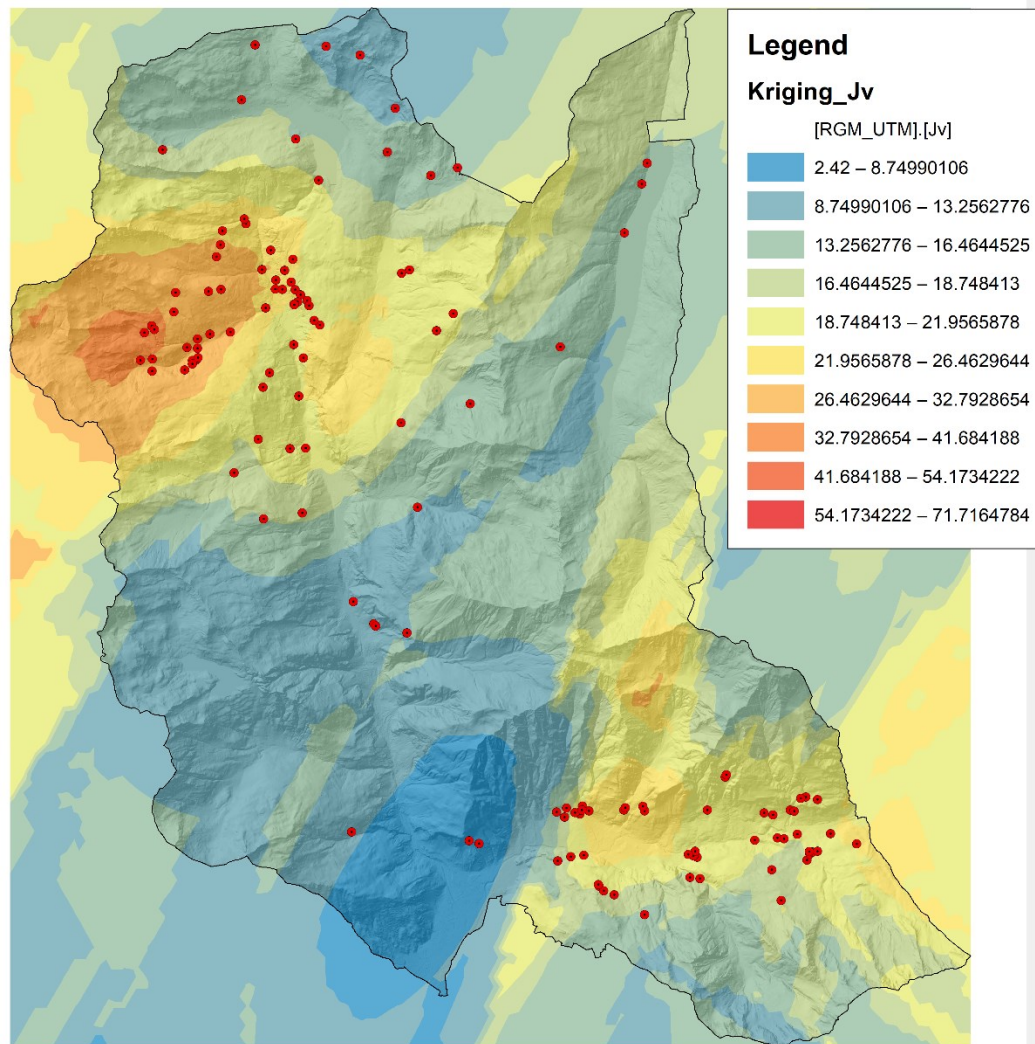 Legend
Kriging_Jv
[RGM_UTM].[Jv]
2.42 – 8.74990106
8.74990106 – 13.2562776
13.2562776 – 16.4644525
16.4644525 – 18.748413
18.748413 – 21.9565878
21.9565878 – 26.4629644
26.4629644 – 32.7928654
32.7928654 – 41.684188
41.684188 – 54.1734222
54.1734222 – 71.7164784